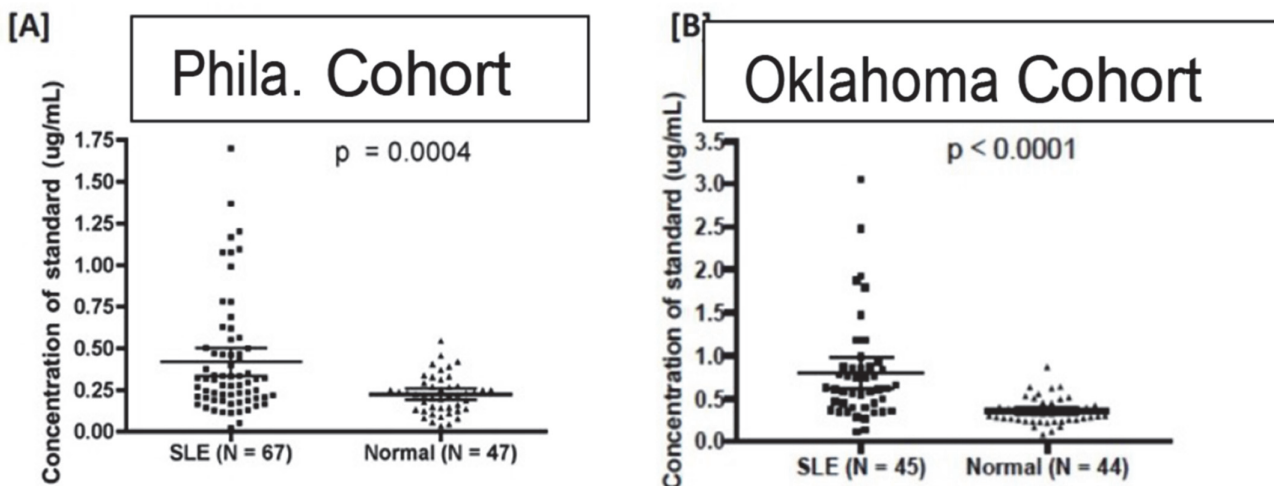 [A]
Phila. Cohort
Concentration of standard (ug/mL)
p = 0.0004
1.75
1.50
1.25
1.00
0.75
0.50
0.25
0.00
SLE (N = 67)
Normal (N = 47)
[B]
Oklahoma Cohort
Concentration of standard (ug/mL)
p < 0.0001
3.5
3.0
2.5
2.0
1.5
1.0
0.5
0.0
SLE (N = 45)
Normal (N = 44)